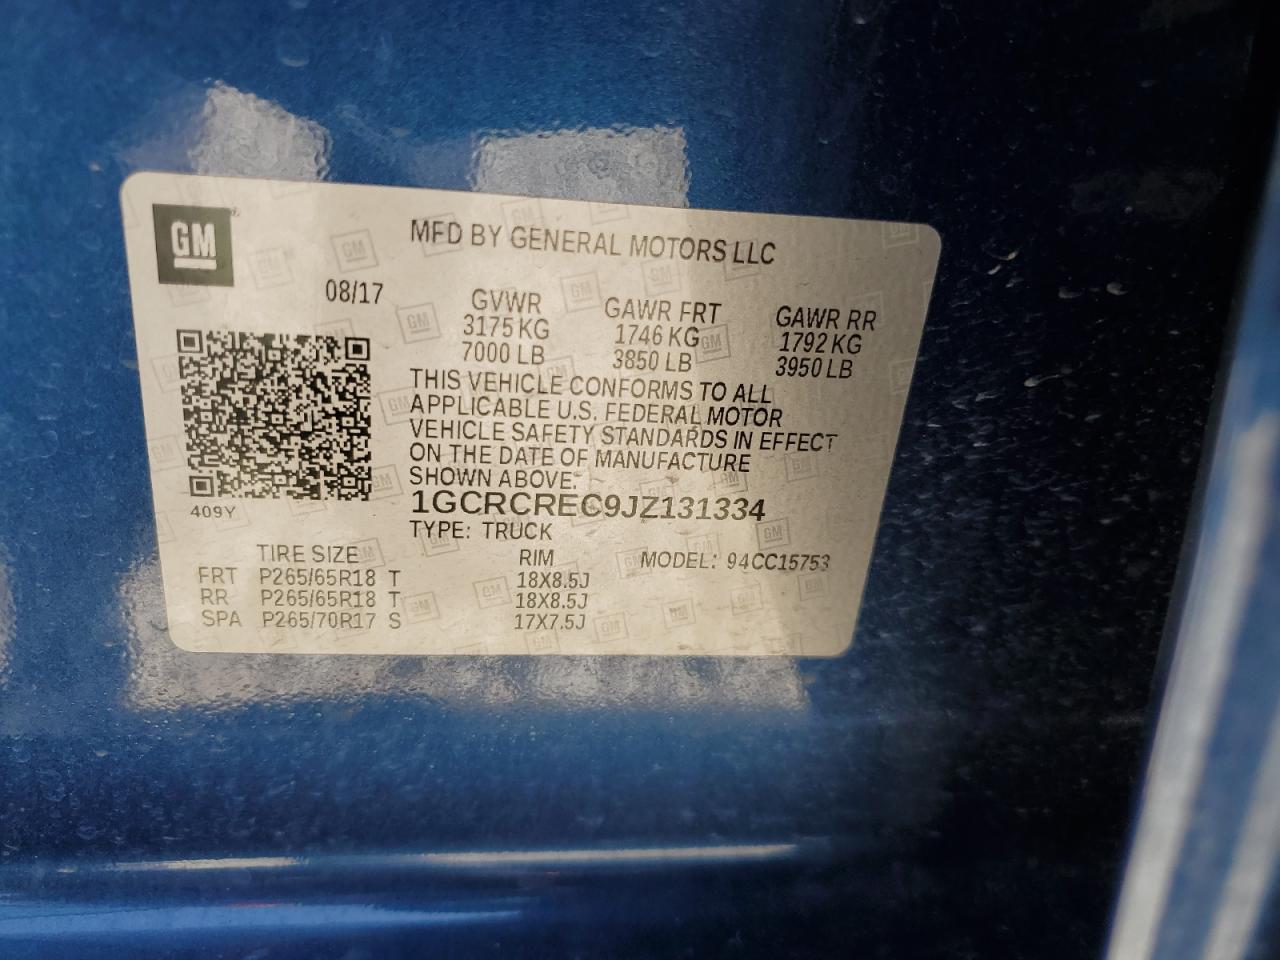 GM
MFD BY GENERAL MOTORS LLC
08/17
GVWR GAWR FRT GAWR RR
3175 KG 1746 KG 1792 KG
7000 LB 3850 LB 3950 LB
THIS VEHICLE CONFORMS TO ALL
APPLICABLE U.S. FEDERAL MOTOR
VEHICLE SAFETY STANDARDS IN EFFECT
ON THE DATE OF MANUFACTURE
SHOWN ABOVE.
1GCRCREC9JZ131334
409Y
TYPE: TRUCK
TIRE SIZE RIM MODEL: 94CC15753
FRT P265/65R18 T 18X8.5J
RR P265/65R18 T 18X8.5J
SPA P265/70R17 S 17X7.5J